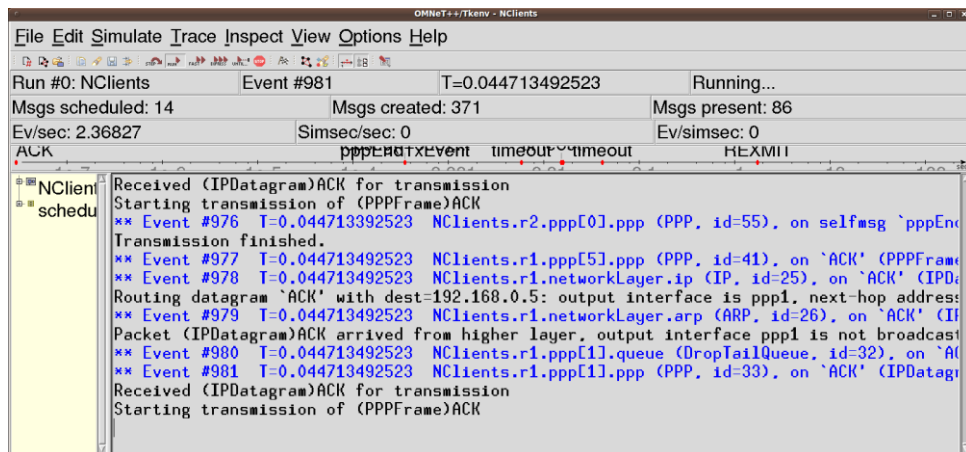 OMNeT++/Tkenv - NClients
File Edit Simulate Trace Inspect View Options Help
Run #0: NClients Event #981 T=0.044713492523 Running...
Msgs scheduled: 14 Msgs created: 371 Msgs present: 86
Ev/sec: 2.36827 Simsec/sec: 0 Ev/simsec: 0
ACK pppEndTxEvent timeout timeout REXMIT
sec
NClient
schedu
Received (IPDatagram)ACK for transmission
Starting transmission of (PPPFrame)ACK
** Event #976 T=0.044713392523 NClients.r2.ppp[0].ppp (PPP, id=55), on selfmsg `pppEnd
Transmission finished.
** Event #977 T=0.044713492523 NClients.r1.ppp[5].ppp (PPP, id=41), on `ACK' (PPPFrame
** Event #978 T=0.044713492523 NClients.r1.networkLayer.ip (IP, id=25), on `ACK' (IPDa
Routing datagram `ACK' with dest=192.168.0.5: output interface is ppp1, next-hop address
** Event #979 T=0.044713492523 NClients.r1.networkLayer.arp (ARP, id=26), on `ACK' (IP
Packet (IPDatagram)ACK arrived from higher layer, output interface ppp1 is not broadcast
** Event #980 T=0.044713492523 NClients.r1.ppp[1].queue (DropTailQueue, id=32), on `AC
** Event #981 T=0.044713492523 NClients.r1.ppp[1].ppp (PPP, id=33), on `ACK' (IPDatagr
Received (IPDatagram)ACK for transmission
Starting transmission of (PPPFrame)ACK